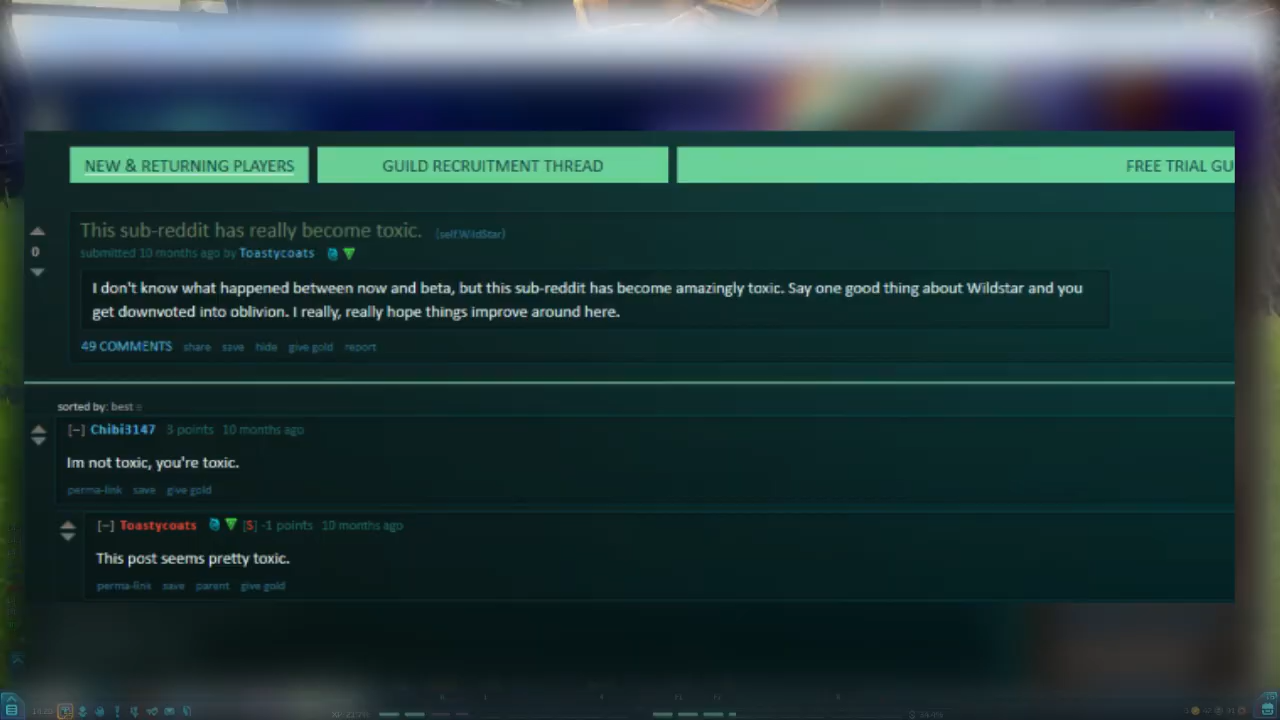 NEW & RETURNING PLAYERS GUILD RECRUITMENT THREAD FREE TRIAL GU
This sub-reddit has really become toxic. (self.WildStar)
0
submitted 10 months ago by Toastycoats
I don't know what happened between now and beta, but this sub-reddit has become amazingly toxic. Say one good thing about Wildstar and you
get downvoted into oblivion. I really, really hope things improve around here.
49 COMMENTS share save hide give gold report
sorted by: best
[–] Chibi3147 3 points 10 months ago
Im not toxic, you're toxic.
perma-link save give gold
[–] Toastycoats [S] -1 points 10 months ago
This post seems pretty toxic.
perma-link save parent give gold